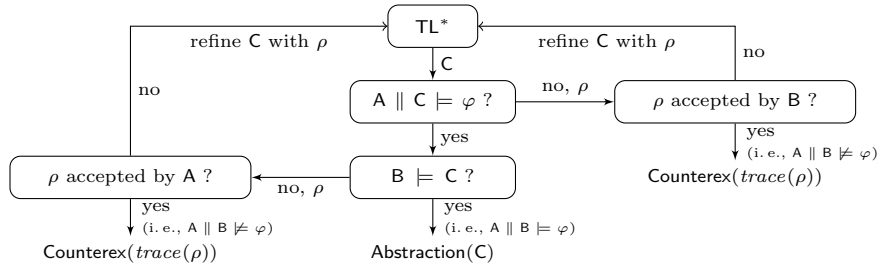 TL*
refine C with ρ
refine C with ρ
C
no
no
A ∥ C ⊨ φ ?
no, ρ
ρ accepted by B ?
yes
yes
(i. e., A ∥ B ⊭ φ)
Counterex(trace(ρ))
ρ accepted by A ?
no, ρ
B ⊨ C ?
yes
(i. e., A ∥ B ⊭ φ)
Counterex(trace(ρ))
yes
(i. e., A ∥ B ⊨ φ)
Abstraction(C)